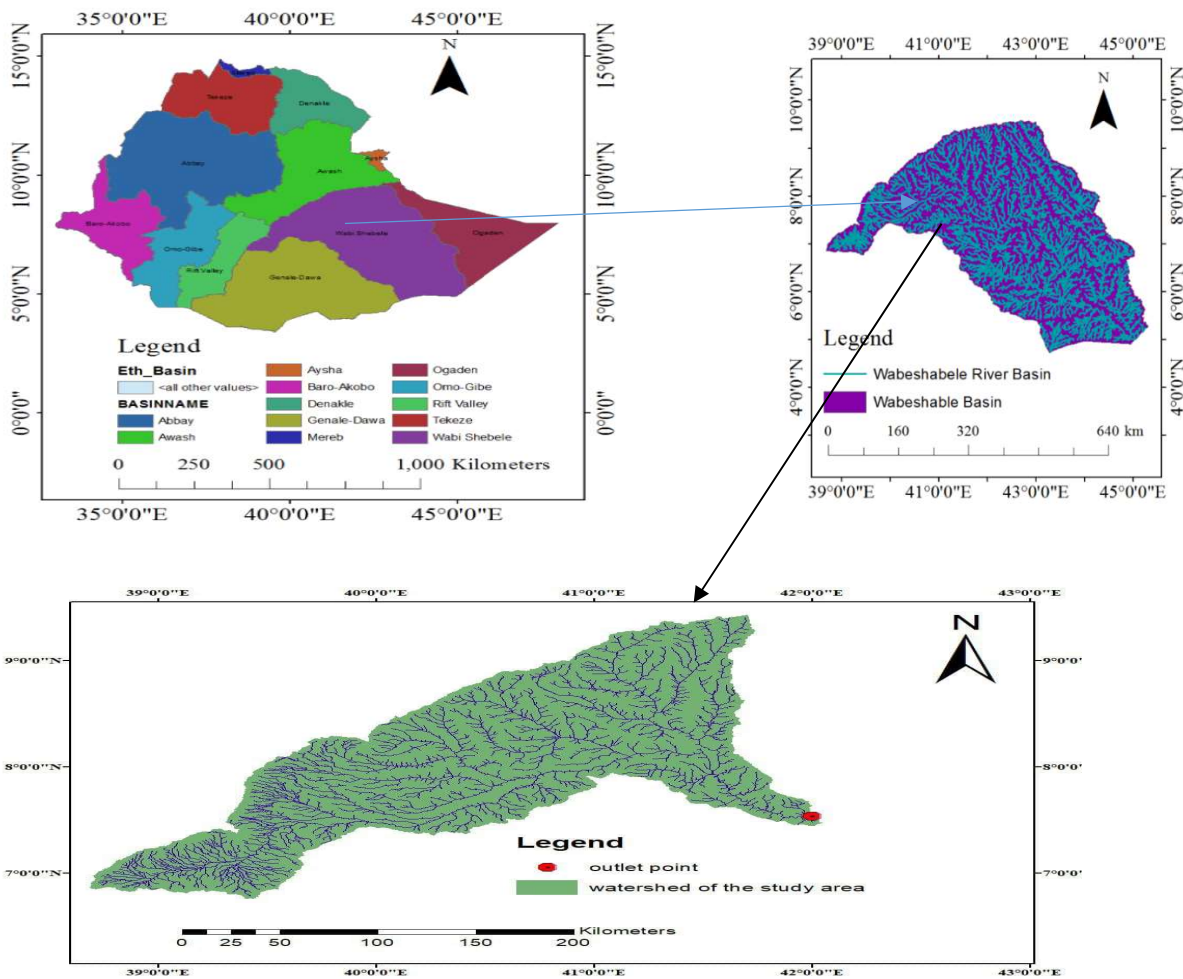 35°0'0"E 40°0'0"E 45°0'0"E
15°0'0"N 10°0'0"N 5°0'0"N 0°0'0"
N
15°0'0"N 10°0'0"N 5°0'0"N 0°0'0"
Tekeze
Denakle
Abbay
Aysha
Awash
Baro-Akobo
Wabi Shebele
Ogaden
Omo-Gibe
Rift Valley
Genale-Dawa
Legend
Eth_Basin
<all other values>
BASINNAME
Abbay
Awash
Aysha
Baro-Akobo
Denakle
Genale-Dawa
Mereb
Ogaden
Omo-Gibe
Rift Valley
Tekeze
Wabi Shebele
0 250 500 1,000 Kilometers
35°0'0"E 40°0'0"E 45°0'0"E
39°0'0"E 41°0'0"E 43°0'0"E 45°0'0"E
10°0'0"N 8°0'0"N 6°0'0"N 4°0'0"N
N
Legend
Wabeshabele River Basin
Wabeshable Basin
0 160 320 640 km
39°0'0"E 41°0'0"E 43°0'0"E 45°0'0"E
39°0'0"E 40°0'0"E 41°0'0"E 42°0'0"E 43°0'0"E
N
9°0'0"N 9°0'0'
8°0'0"N 8°0'0'
7°0'0"N 7°0'0'
Legend
outlet point
watershed of the study area
0 25 50 100 150 200 Kilometers
39°0'0"E 40°0'0"E 41°0'0"E 42°0'0"E 43°0'0"E